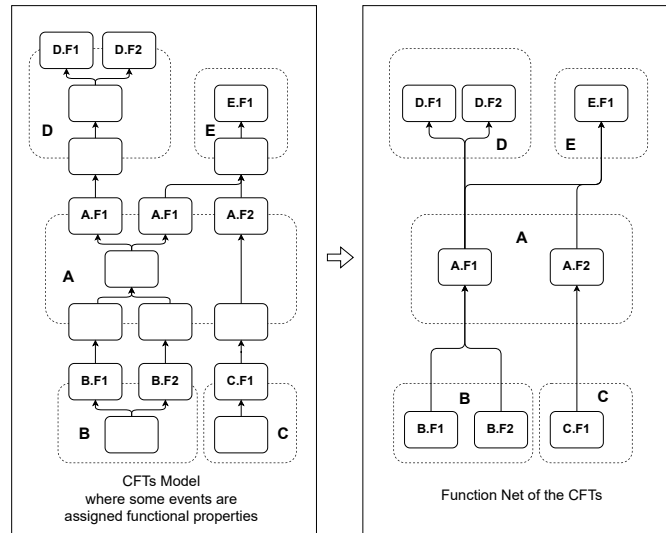 D.F1 D.F2
E.F1
D
E
A.F1 A.F1 A.F2
A
B.F1 B.F2 C.F1
B
C
CFTs Model
where some events are
assigned functional properties
D.F1 D.F2 E.F1
D
E
A
A.F1 A.F2
B
C
B.F1 B.F2 C.F1
Function Net of the CFTs